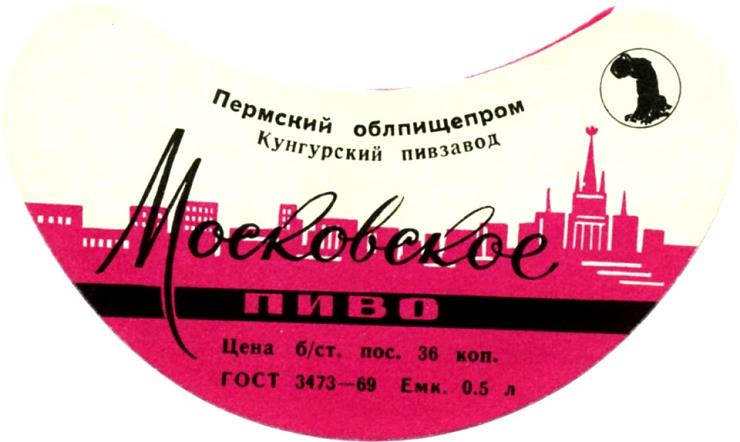 Пермский облпищепром
Кунгурский пивзавод
Московское
ПИВО
Цена б/ст. пос. 36 коп.
ГОСТ 3473—69 Емк. 0.5 л